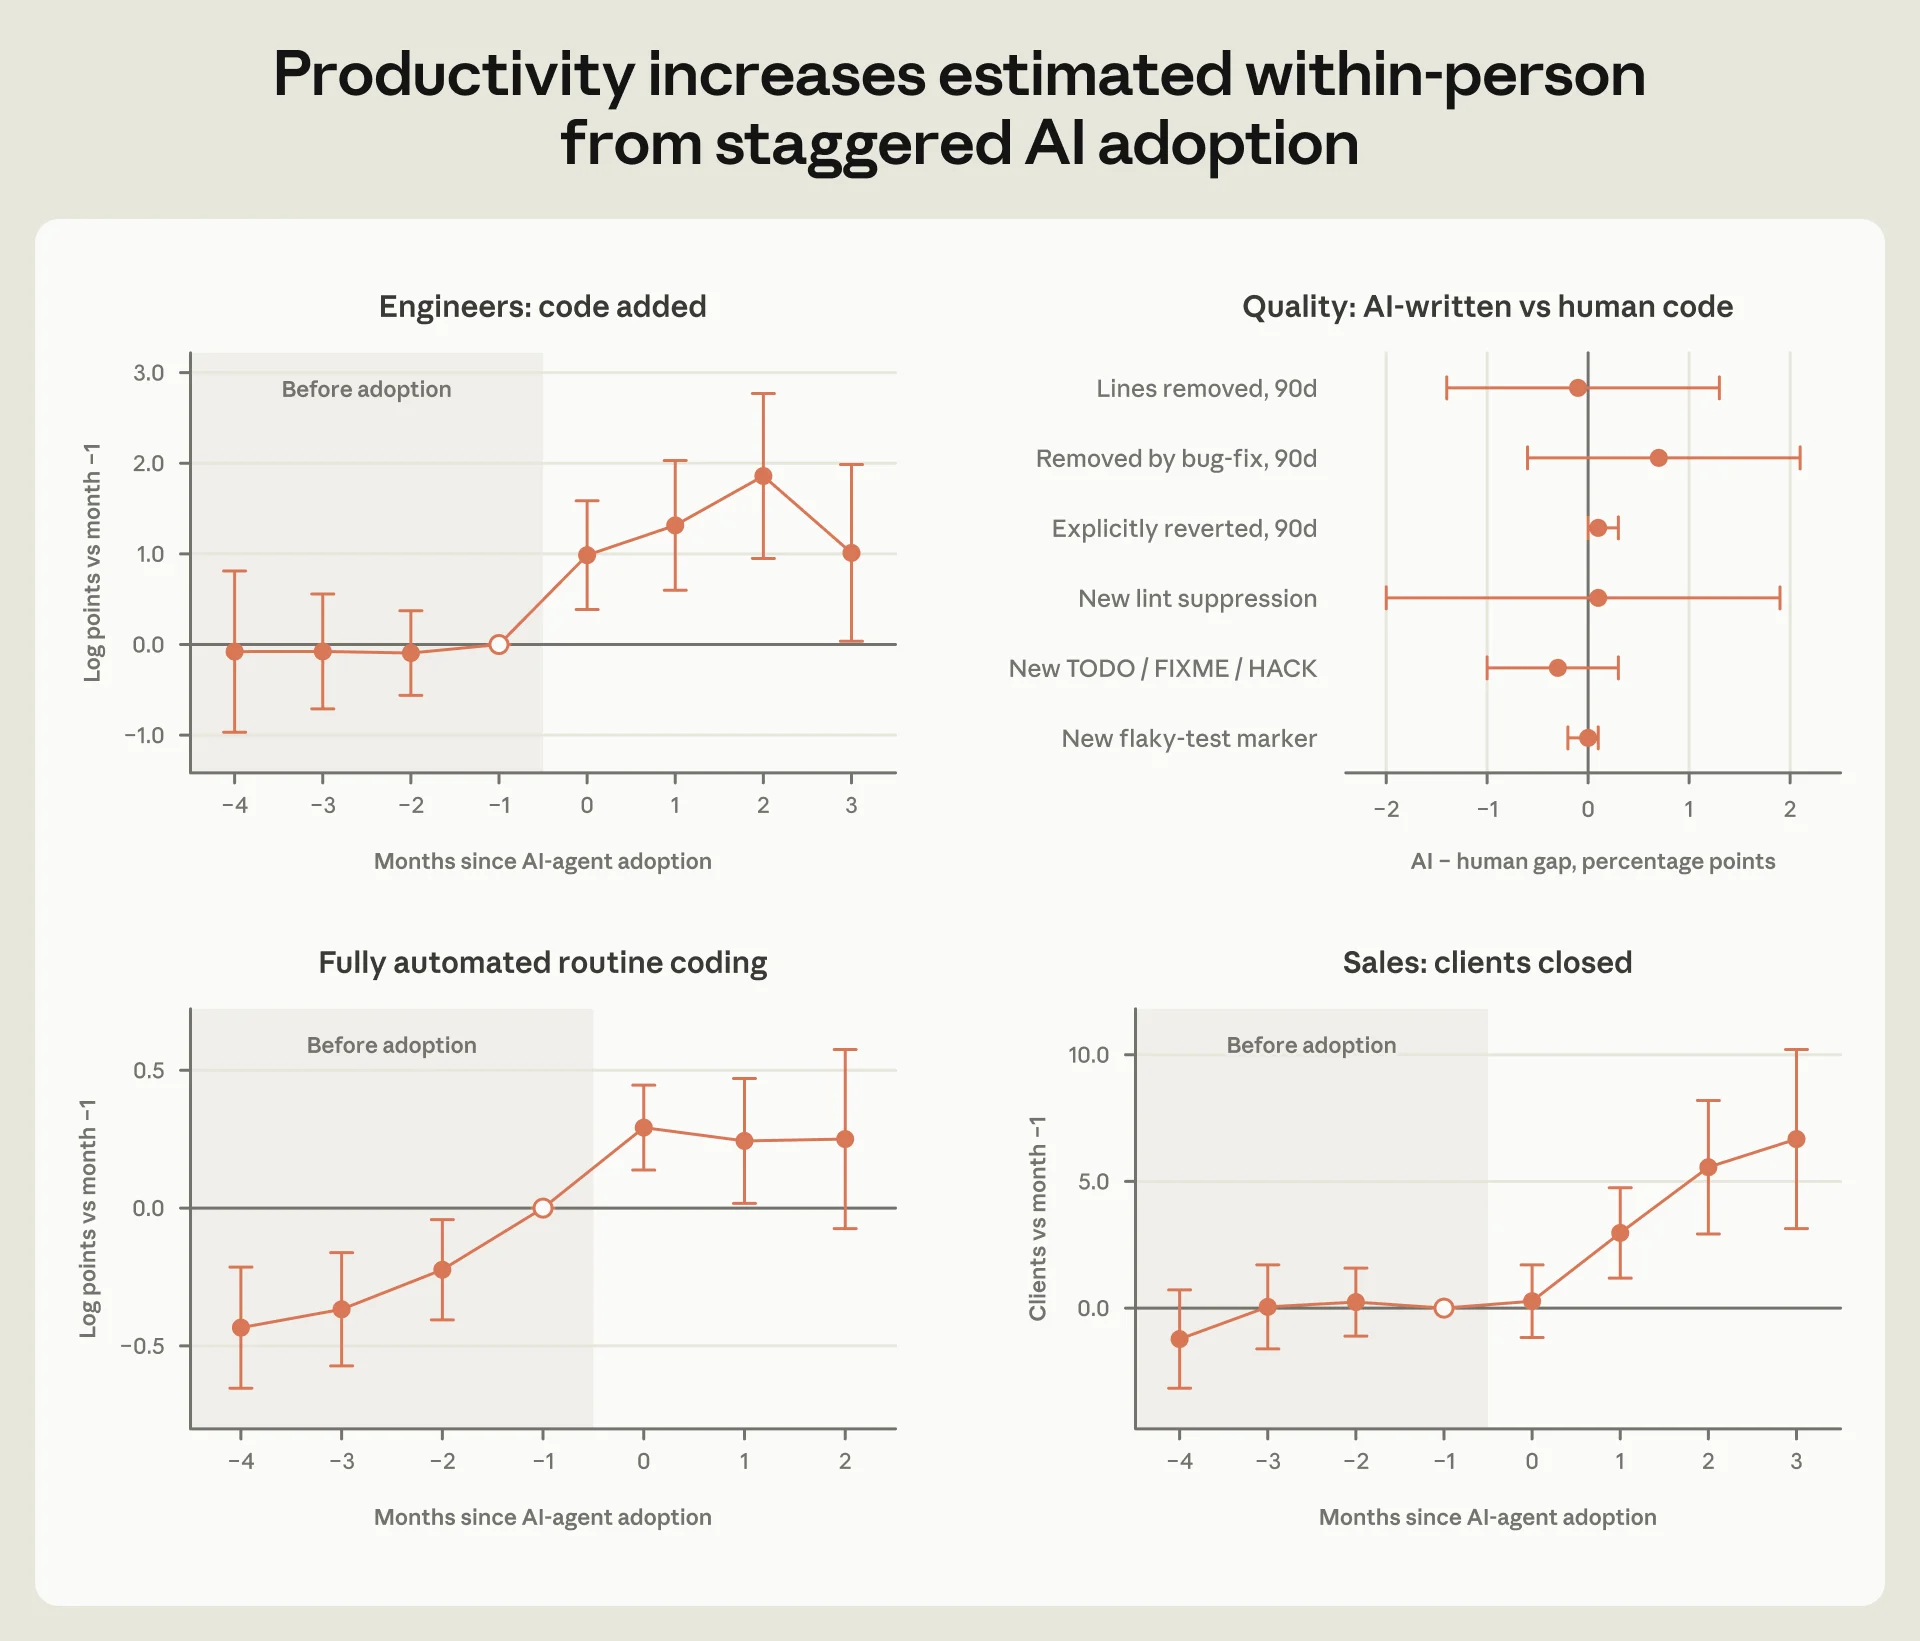 Productivity increases estimated within-person
from staggered AI adoption
Engineers: code added
Before adoption
3.0
2.0
1.0
0.0
−1.0
Log points vs month −1
−4 −3 −2 −1 0 1 2 3
Months since AI-agent adoption
Quality: AI-written vs human code
Lines removed, 90d
Removed by bug-fix, 90d
Explicitly reverted, 90d
New lint suppression
New TODO / FIXME / HACK
New flaky-test marker
−2 −1 0 1 2
AI − human gap, percentage points
Fully automated routine coding
Before adoption
0.5
0.0
−0.5
Log points vs month −1
−4 −3 −2 −1 0 1 2
Months since AI-agent adoption
Sales: clients closed
Before adoption
10.0
5.0
0.0
Clients vs month −1
−4 −3 −2 −1 0 1 2 3
Months since AI-agent adoption